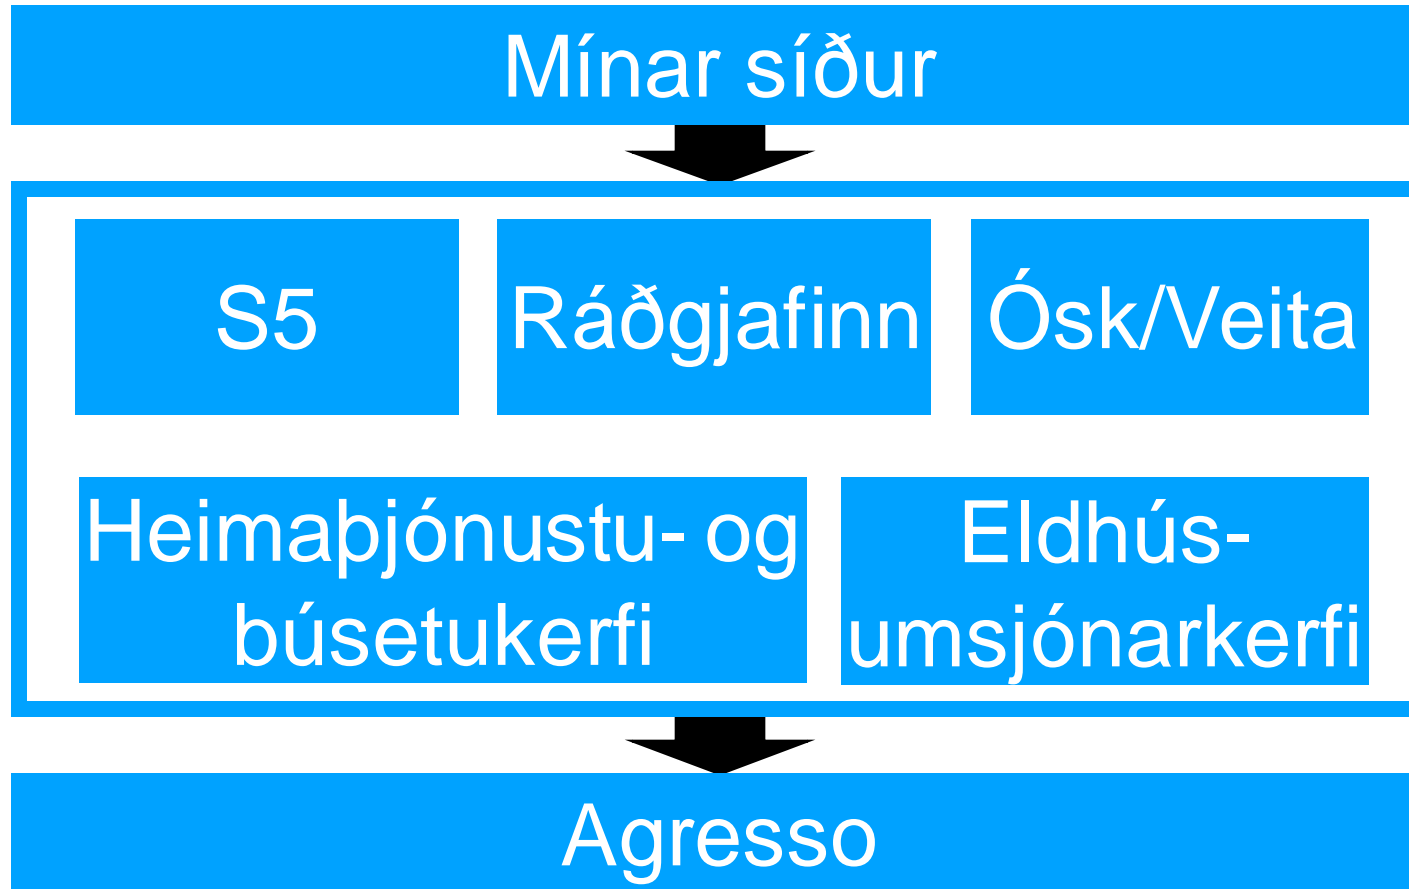 Mínar síður
S5
Ráðgjafinn
Ósk/Veita
Heimaþjónustu- og
búsetukerfi
Eldhús-
umsjónarkerfi
Agresso